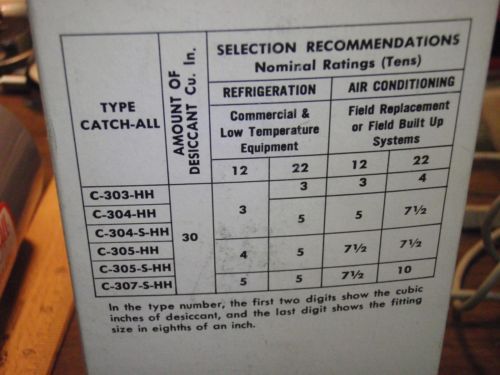 SELECTION RECOMMENDATIONS
Nominal Ratings (Tens)
TYPE
CATCH-ALL
AMOUNT OF
DESICCANT Cu. In.
REFRIGERATION
AIR CONDITIONING
Commercial &
Low Temperature
Equipment
Field Replacement
or Field Built Up
Systems
12 22 12 22
C-303-HH 3 3 4
C-304-HH 3 5 5 7½
C-304-S-HH
30
C-305-HH 4 5 7½ 7½
C-305-S-HH
C-307-S-HH 5 5 7½ 10
In the type number, the first two digits show the cubic
inches of desiccant, and the last digit shows the fitting
size in eighths of an inch.